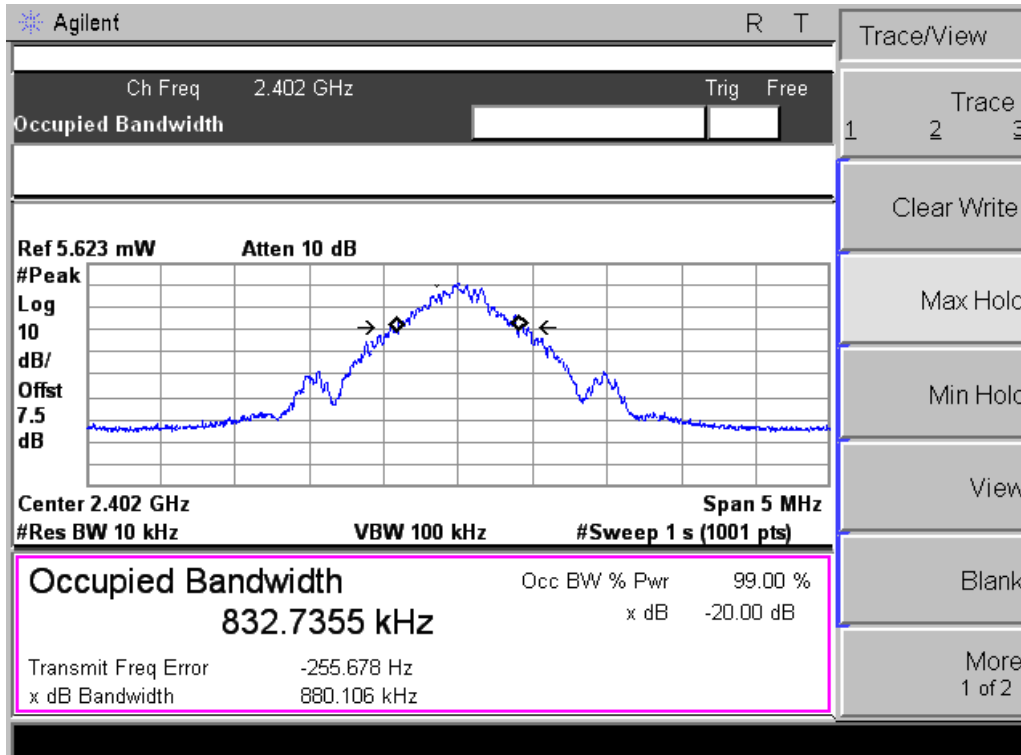 Agilent R T
Trace/View
Ch Freq 2.402 GHz Trig Free
Occupied Bandwidth
Trace
1 2 3
Clear Write
Ref 5.623 mW Atten 10 dB
#Peak
Log
10
dB/
Offst
7.5
dB
Max Hold
Min Hold
View
Center 2.402 GHz Span 5 MHz
#Res BW 10 kHz VBW 100 kHz #Sweep 1 s (1001 pts)
Occupied Bandwidth Occ BW % Pwr 99.00 %
832.7355 kHz x dB -20.00 dB
Blank
Transmit Freq Error -255.678 Hz
x dB Bandwidth 880.106 kHz
More
1 of 2